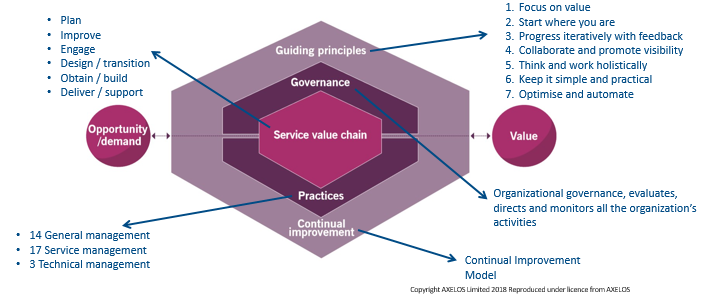 • Plan
• Improve
• Engage
• Design / transition
• Obtain / build
• Deliver / support
1. Focus on value
2. Start where you are
3. Progress iteratively with feedback
4. Collaborate and promote visibility
5. Think and work holistically
6. Keep it simple and practical
7. Optimise and automate
Guiding principles
Governance
Opportunity
/demand
Service value chain
Value
Practices
Continual
improvement
Organizational governance, evaluates,
directs and monitors all the organization's
activities
• 14 General management
• 17 Service management
• 3 Technical management
Continual Improvement
Model
Copyright AXELOS Limited 2018 Reproduced under licence from AXELOS